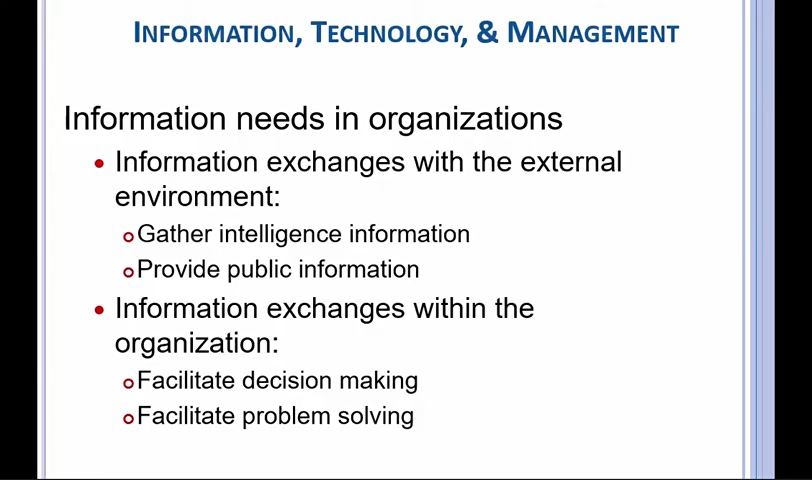 INFORMATION, TECHNOLOGY, & MANAGEMENT
Information needs in organizations
• Information exchanges with the external
environment:
Gather intelligence information
Provide public information
• Information exchanges within the
organization:
Facilitate decision making
Facilitate problem solving